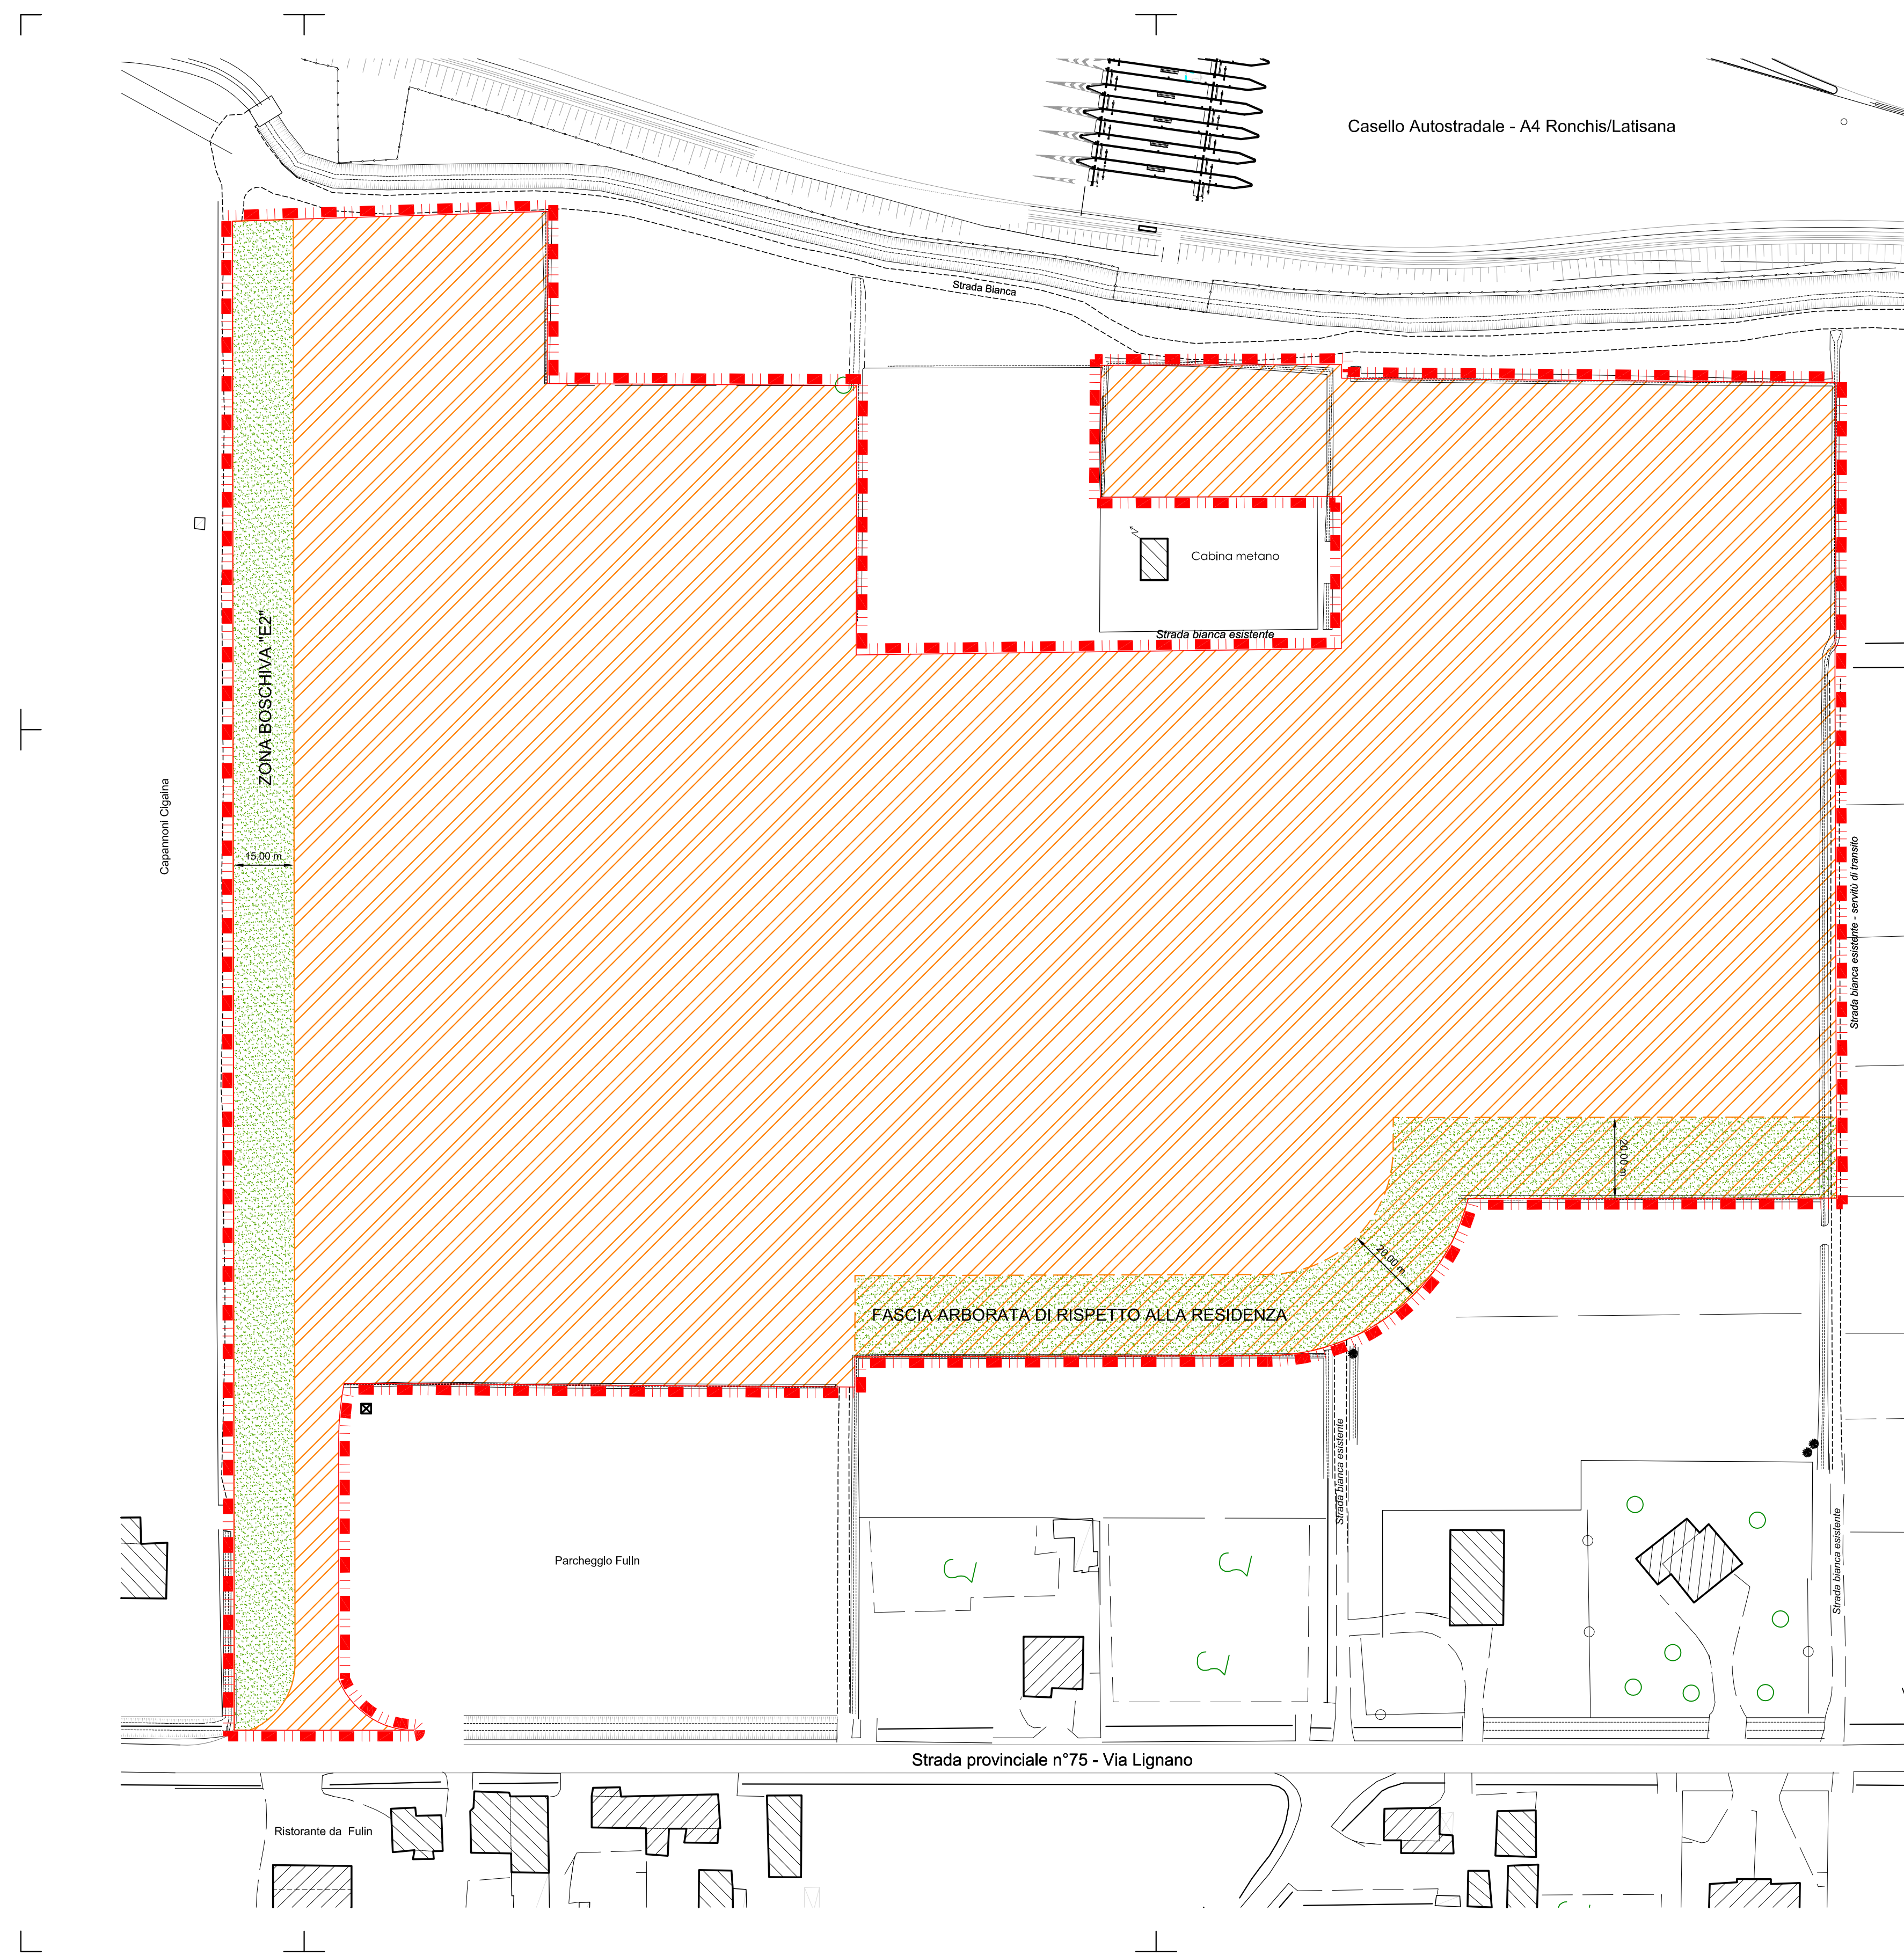 Casello Autostradale - A4 Ronchis/Latisana
Strada Bianca
Cabina metano
Strada bianca esistente
ZONA BOSCHIVA "E2"
Capannoni Cigaina
15.00 m
Strada bianca esistente - servitù di transito
20.00 m
20.00 m
FASCIA ARBORATA DI RISPETTO ALLA RESIDENZA
Strada bianca esistente
Strada bianca esistente
Parcheggio Fulin
Strada provinciale n°75 - Via Lignano
Ristorante da Fulin